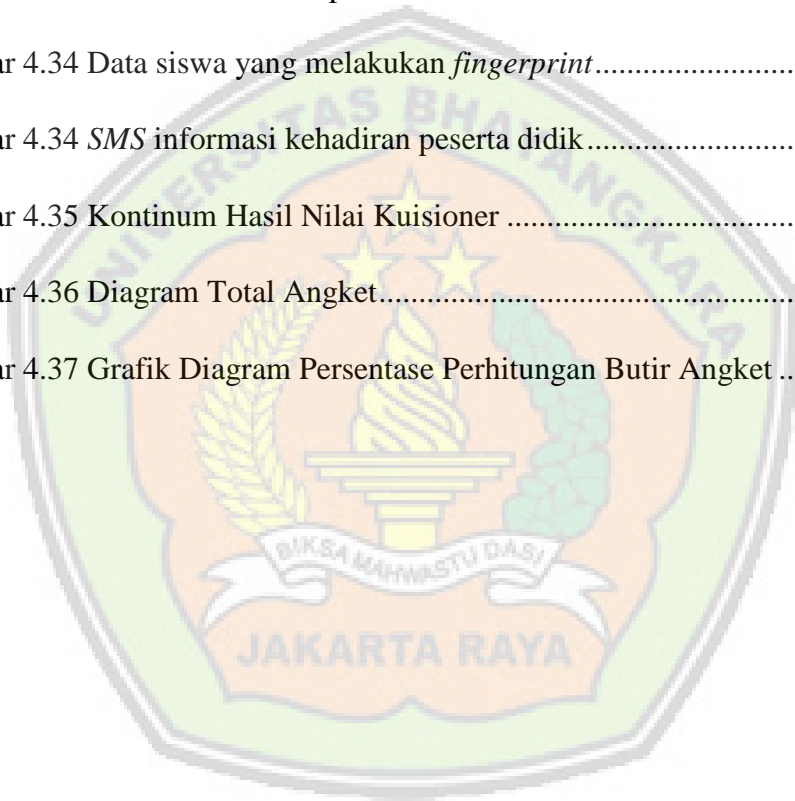 ar 4.34 Data siswa yang melakukan fingerprint..........................
ar 4.34 SMS informasi kehadiran peserta didik..........................
ar 4.35 Kontinum Hasil Nilai Kuisioner ....................................
ar 4.36 Diagram Total Angket....................................................
ar 4.37 Grafik Diagram Persentase Perhitungan Butir Angket ..
UNIVERSITAS BHAYANGKARA
BIKSA MAHWASTU DASI
JAKARTA RAYA